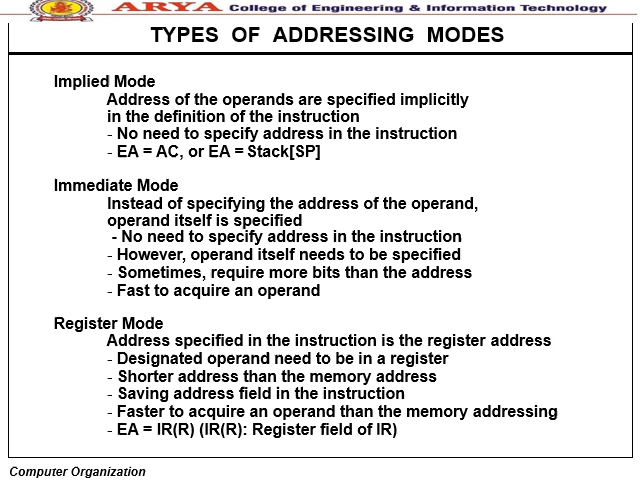 ARYA College of Engineering & Information Technology
TYPES OF ADDRESSING MODES
Implied Mode
Address of the operands are specified implicitly
in the definition of the instruction
- No need to specify address in the instruction
- EA = AC, or EA = Stack[SP]
Immediate Mode
Instead of specifying the address of the operand,
operand itself is specified
- No need to specify address in the instruction
- However, operand itself needs to be specified
- Sometimes, require more bits than the address
- Fast to acquire an operand
Register Mode
Address specified in the instruction is the register address
- Designated operand need to be in a register
- Shorter address than the memory address
- Saving address field in the instruction
- Faster to acquire an operand than the memory addressing
- EA = IR(R) (IR(R): Register field of IR)
Computer Organization